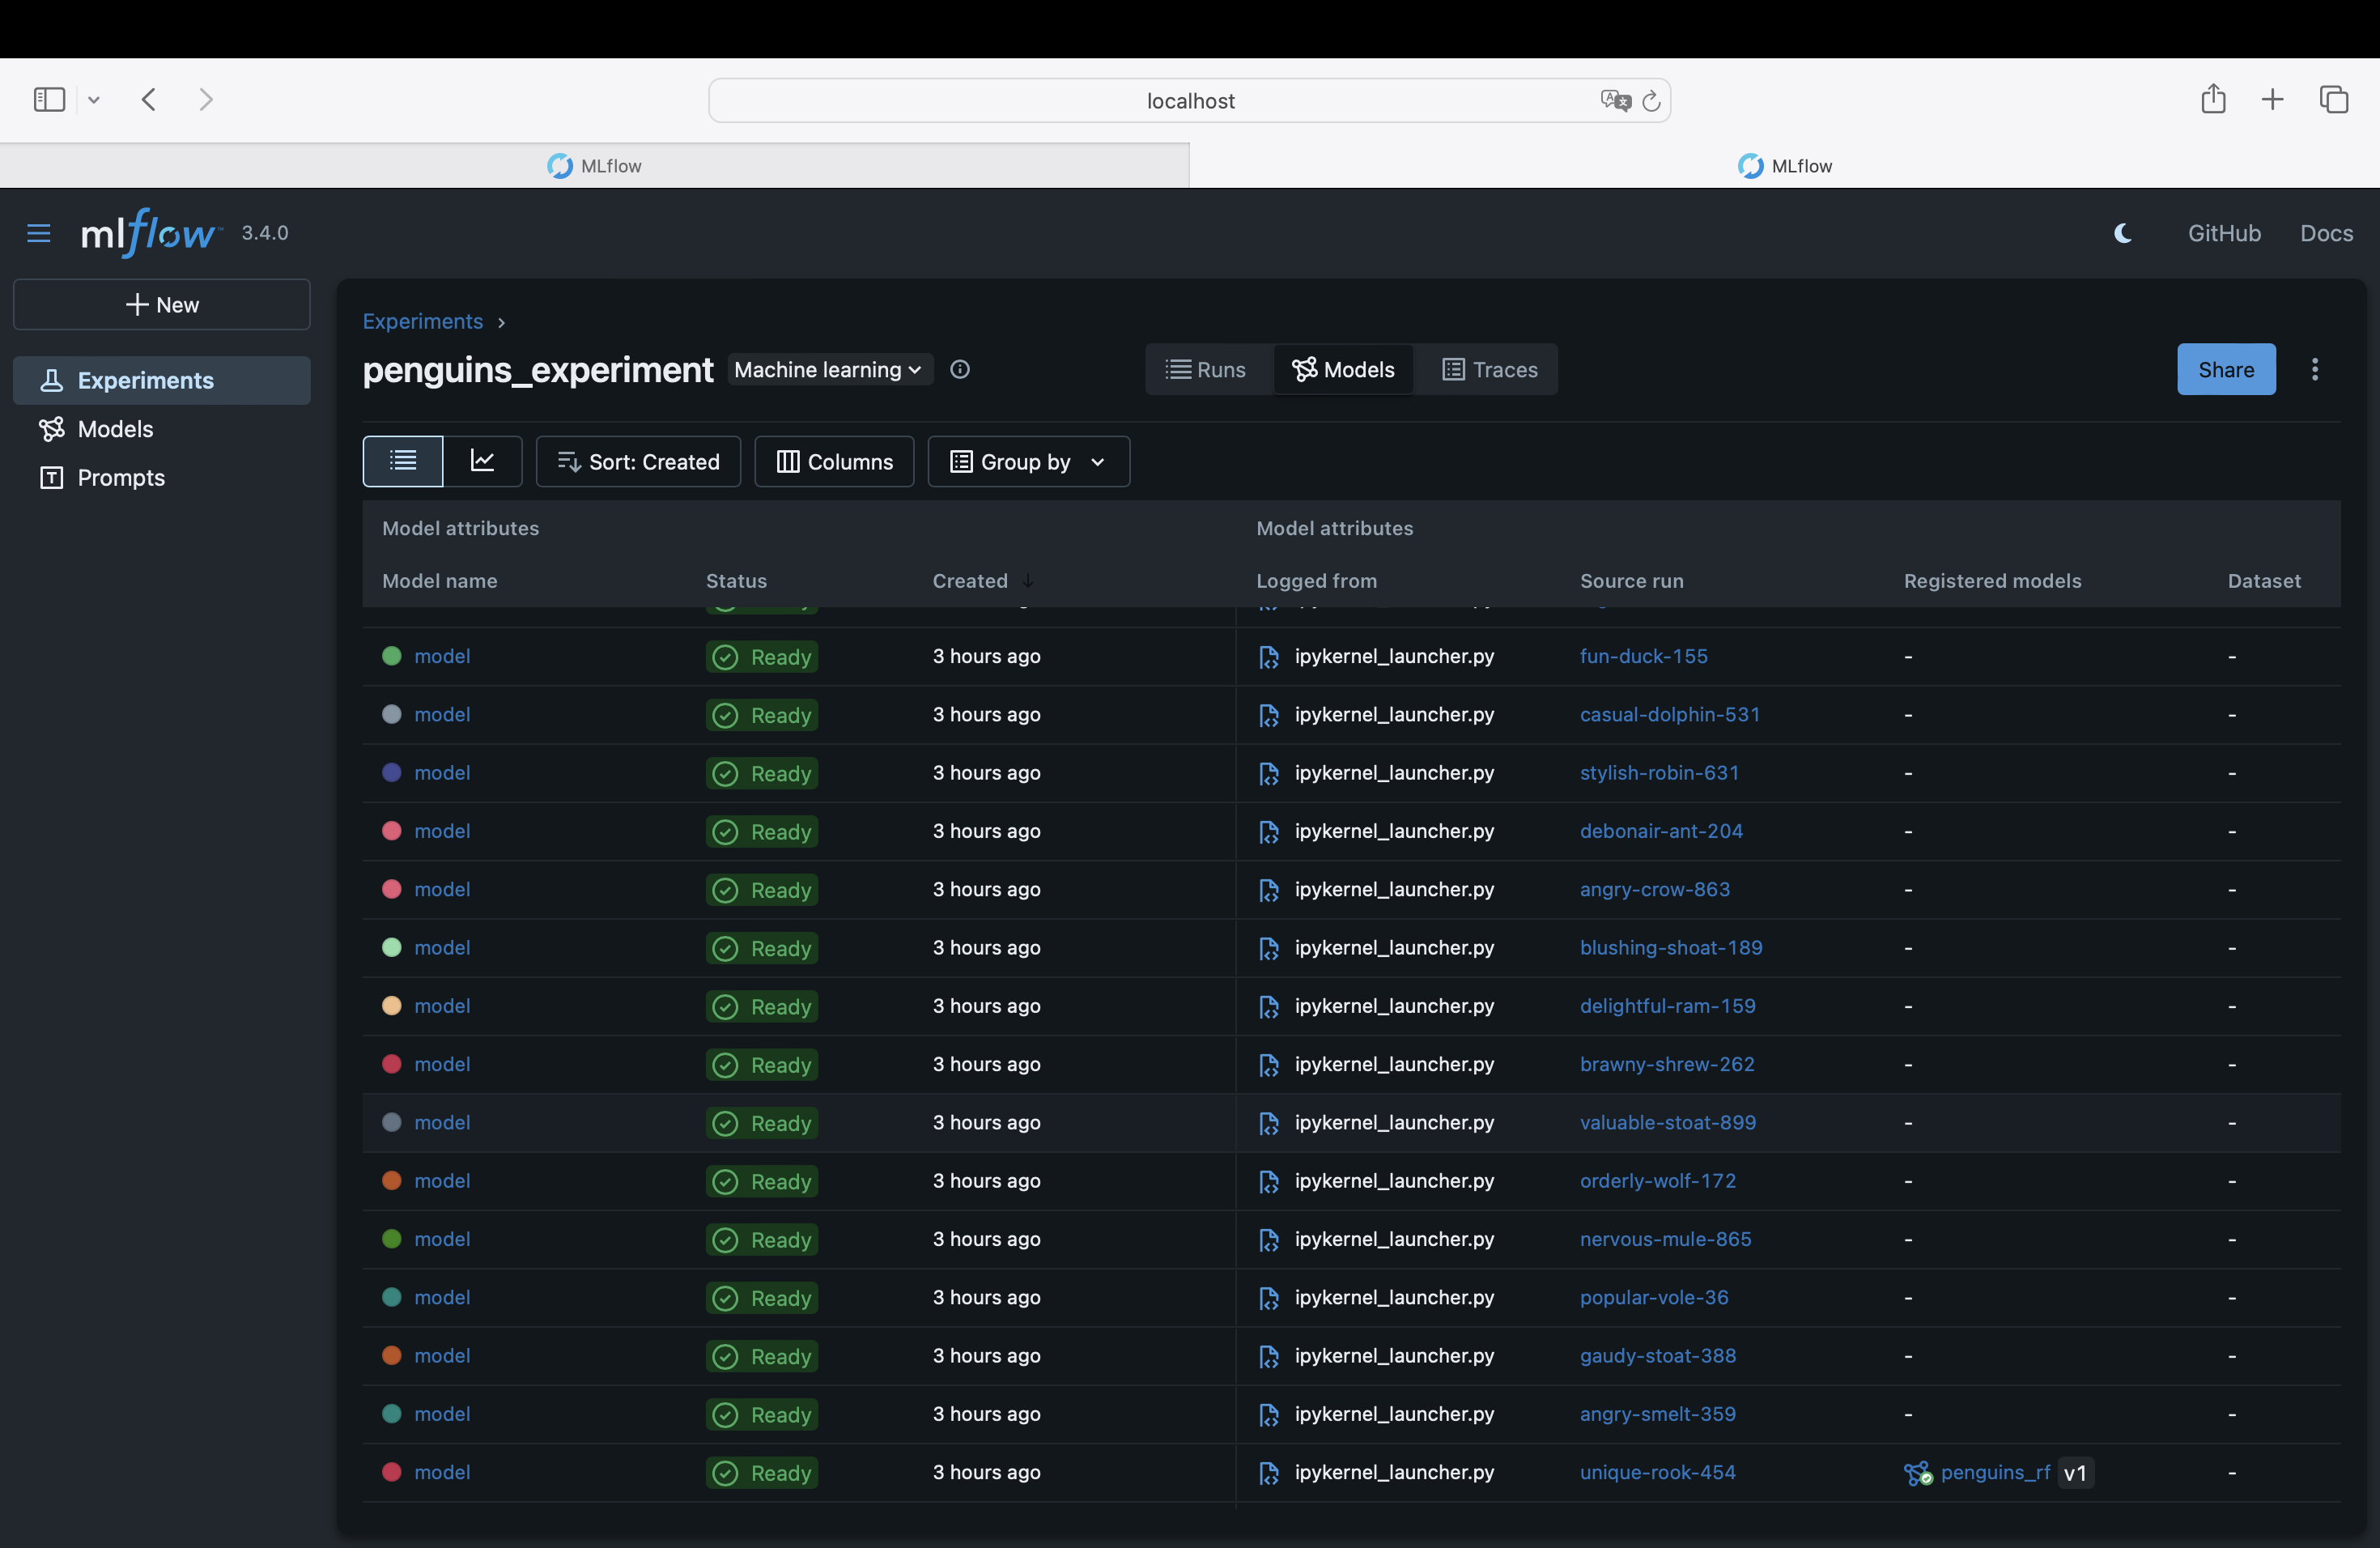 localhost
MLflow
MLflow
mlflow™ 3.4.0
GitHub Docs
New
Experiments
Models
Prompts
Experiments
penguins_experiment Machine learning
Runs Models Traces
Share
Sort: Created Columns Group by
Model attributes Model attributes
Model name Status Created Logged from Source run Registered models Dataset
model Ready 3 hours ago ipykernel_launcher.py fun-duck-155 - -
model Ready 3 hours ago ipykernel_launcher.py casual-dolphin-531 - -
model Ready 3 hours ago ipykernel_launcher.py stylish-robin-631 - -
model Ready 3 hours ago ipykernel_launcher.py debonair-ant-204 - -
model Ready 3 hours ago ipykernel_launcher.py angry-crow-863 - -
model Ready 3 hours ago ipykernel_launcher.py blushing-shoat-189 - -
model Ready 3 hours ago ipykernel_launcher.py delightful-ram-159 - -
model Ready 3 hours ago ipykernel_launcher.py brawny-shrew-262 - -
model Ready 3 hours ago ipykernel_launcher.py valuable-stoat-899 - -
model Ready 3 hours ago ipykernel_launcher.py orderly-wolf-172 - -
model Ready 3 hours ago ipykernel_launcher.py nervous-mule-865 - -
model Ready 3 hours ago ipykernel_launcher.py popular-vole-36 - -
model Ready 3 hours ago ipykernel_launcher.py gaudy-stoat-388 - -
model Ready 3 hours ago ipykernel_launcher.py angry-smelt-359 - -
model Ready 3 hours ago ipykernel_launcher.py unique-rook-454 penguins_rf v1 -